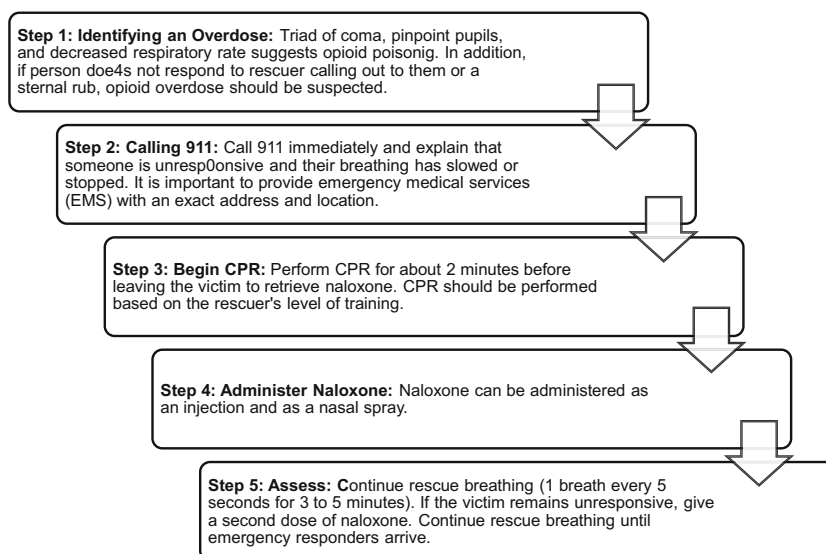 Step 1: Identifying an Overdose: Triad of coma, pinpoint pupils,
and decreased respiratory rate suggests opioid poisonig. In addition,
if person doe4s not respond to rescuer calling out to them or a
sternal rub, opioid overdose should be suspected.
Step 2: Calling 911: Call 911 immediately and explain that
someone is unresp0onsive and their breathing has slowed or
stopped. It is important to provide emergency medical services
(EMS) with an exact address and location.
Step 3: Begin CPR: Perform CPR for about 2 minutes before
leaving the victim to retrieve naloxone. CPR should be performed
based on the rescuer's level of training.
Step 4: Administer Naloxone: Naloxone can be administered as
an injection and as a nasal spray.
Step 5: Assess: Continue rescue breathing (1 breath every 5
seconds for 3 to 5 minutes). If the victim remains unresponsive, give
a second dose of naloxone. Continue rescue breathing until
emergency responders arrive.